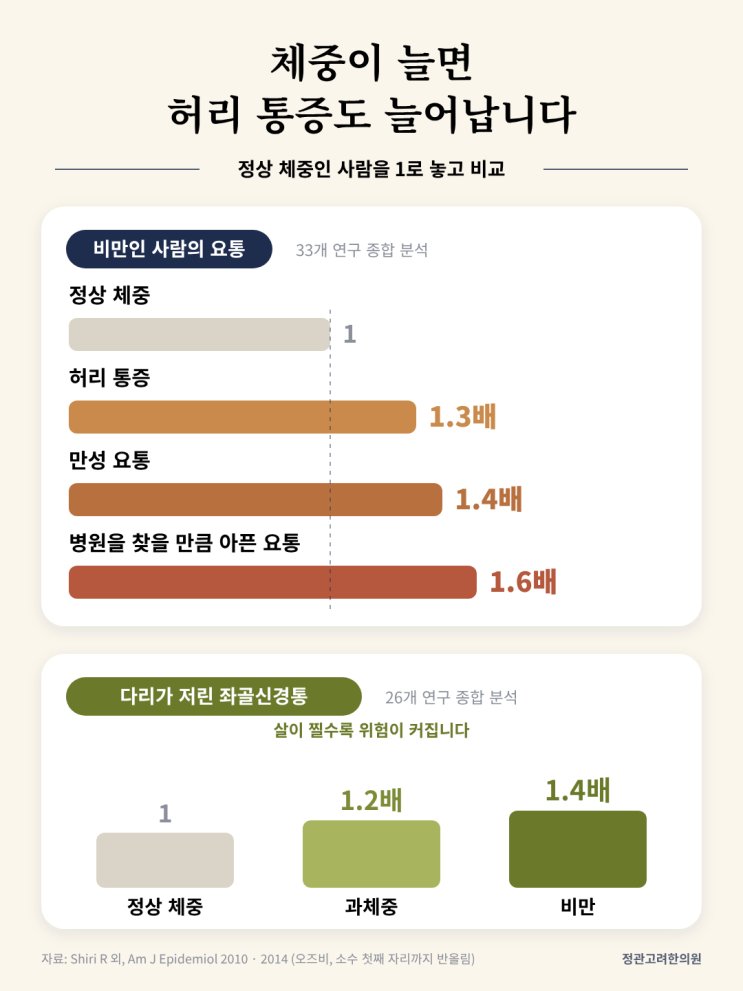 체중이 늘면
허리 통증도 늘어납니다
정상 체중인 사람을 1로 놓고 비교
비만인 사람의 요통
33개 연구 종합 분석
정상 체중
1
허리 통증
1.3배
만성 요통
1.4배
병원을 찾을 만큼 아픈 요통
1.6배
다리가 저린 좌골신경통
26개 연구 종합 분석
살이 찔수록 위험이 커집니다
1
정상 체중
1.2배
과체중
1.4배
비만
자료: Shiri R 외, Am J Epidemiol 2010 · 2014 (오즈비, 소수 첫째 자리까지 반올림)
정관고려한의원